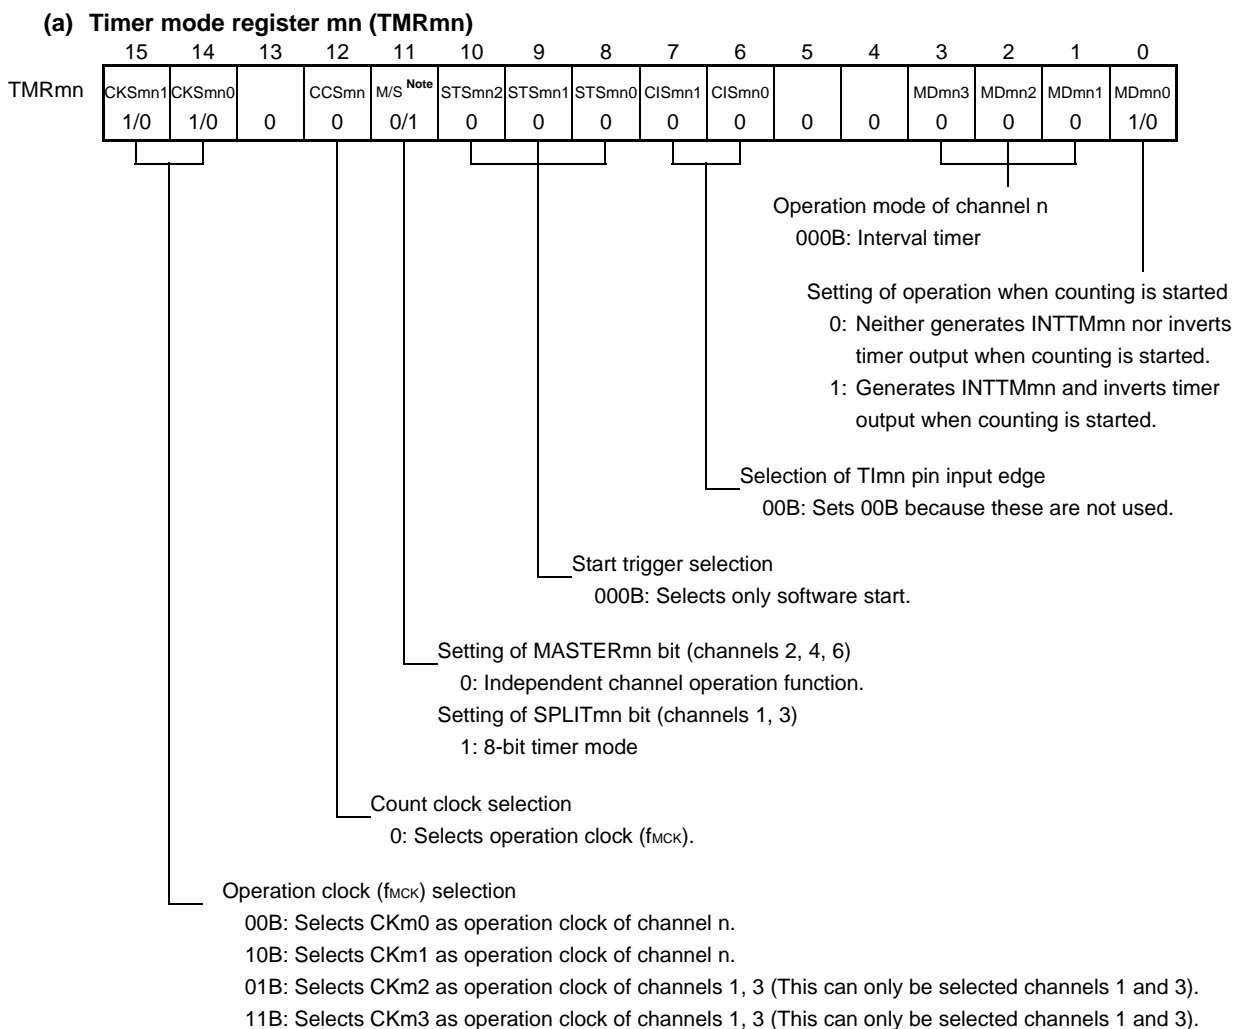 (a) Timer mode register mn (TMRmn)
15 14 13 12 11 10 9 8 7 6 5 4 3 2 1 0
TMRmn CKSmn1 CKSmn0 CCSmn M/S Note STSmn2 STSmn1 STSmn0 CISmn1 CISmn0 MDmn3 MDmn2 MDmn1 MDmn0
1/0 1/0 0 0 0/1 0 0 0 0 0 0 0 0 0 0 1/0
Operation mode of channel n
000B: Interval timer
Setting of operation when counting is started
0: Neither generates INTTMmn nor inverts
timer output when counting is started.
1: Generates INTTMmn and inverts timer
output when counting is started.
Selection of TImn pin input edge
00B: Sets 00B because these are not used.
Start trigger selection
000B: Selects only software start.
Setting of MASTERmn bit (channels 2, 4, 6)
0: Independent channel operation function.
Setting of SPLITmn bit (channels 1, 3)
1: 8-bit timer mode
Count clock selection
0: Selects operation clock (fMCK).
Operation clock (fMCK) selection
00B: Selects CKm0 as operation clock of channel n.
10B: Selects CKm1 as operation clock of channel n.
01B: Selects CKm2 as operation clock of channels 1, 3 (This can only be selected channels 1 and 3).
11B: Selects CKm3 as operation clock of channels 1, 3 (This can only be selected channels 1 and 3).